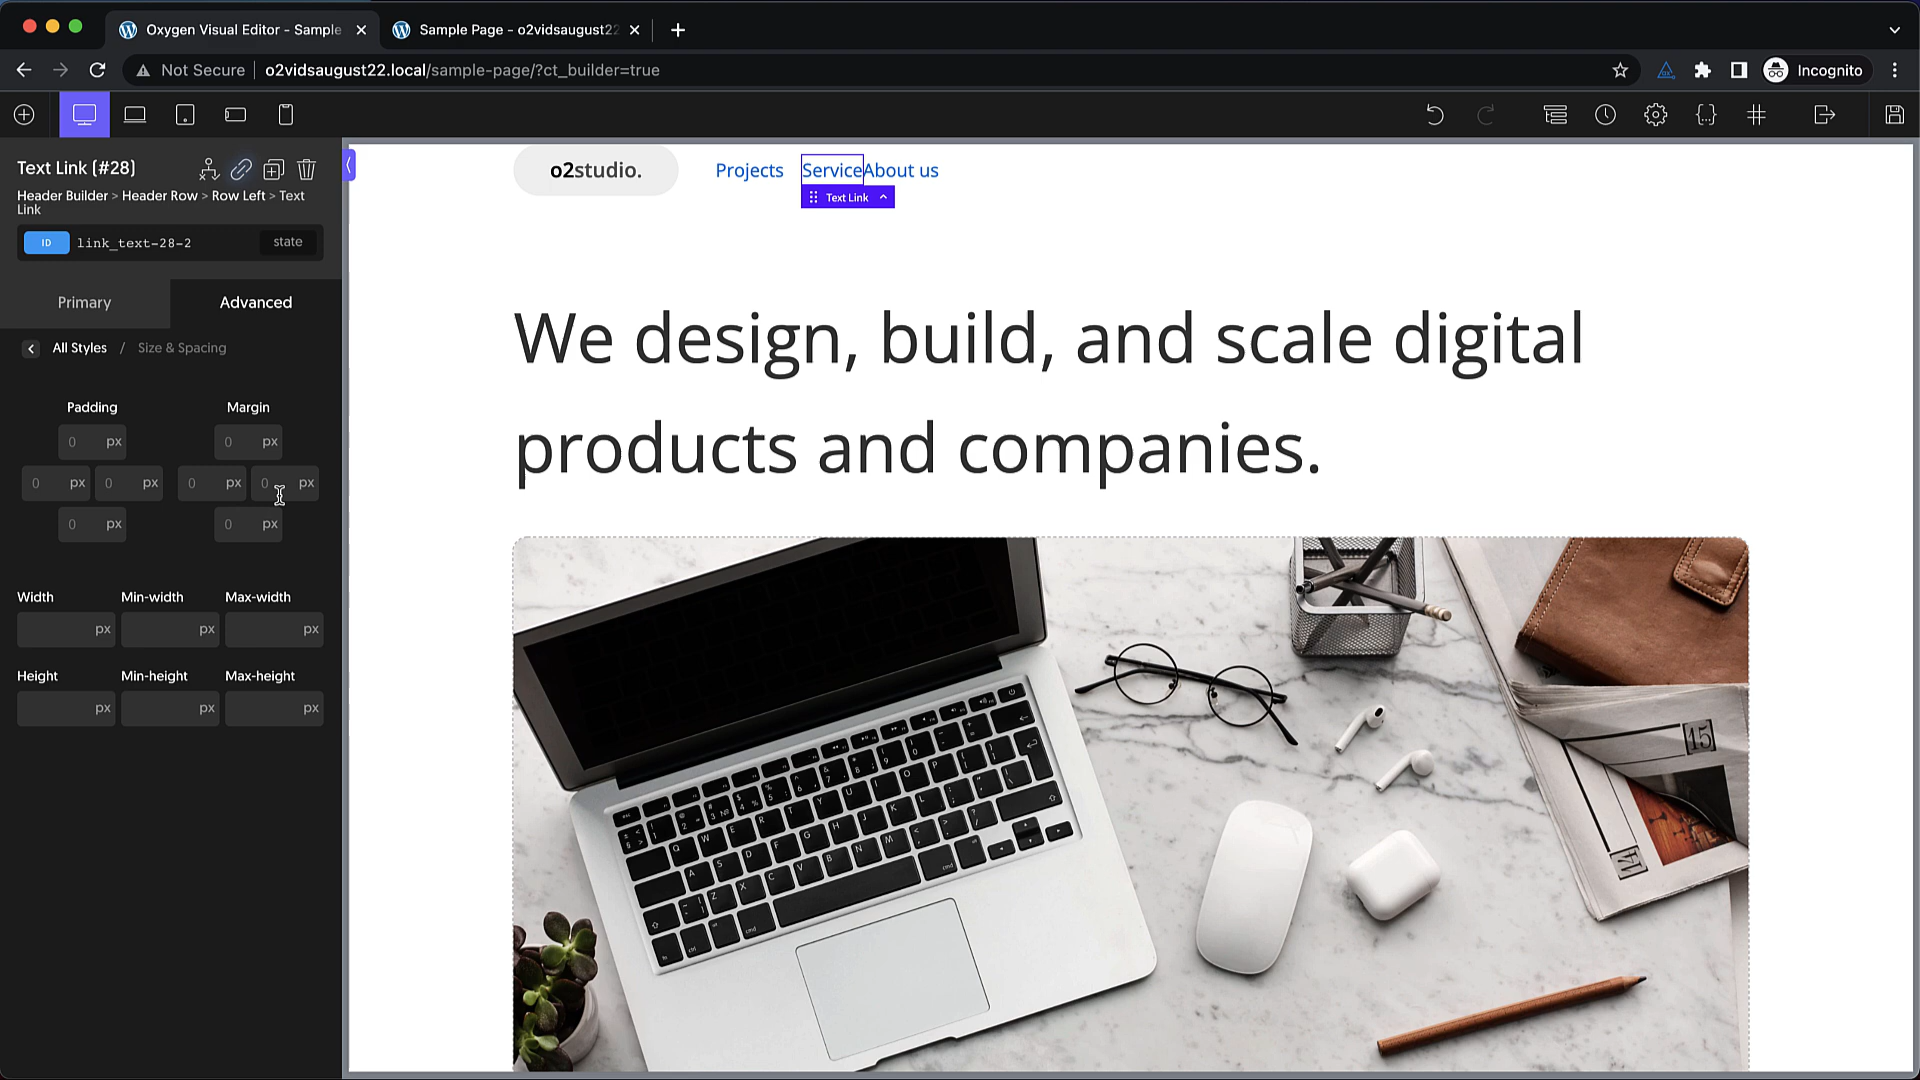 Oxygen Visual Editor - Sample
Sample Page - o2vidsaugust22
Not Secure
o2vidsaugust22.local/sample-page/?ct_builder=true
Incognito
Text Link (#28)
Header Builder > Header Row > Row Left > Text
Link
ID link_text-28-2 state
Primary Advanced
All Styles / Size & Spacing
Padding Margin
0 px 0 px
0 px 0 px 0 px 0 px
0 px 0 px
Width Min-width Max-width
px px px
Height Min-height Max-height
px px px
o2studio. Projects Service About us
Text Link
We design, build, and scale digital
products and companies.
15